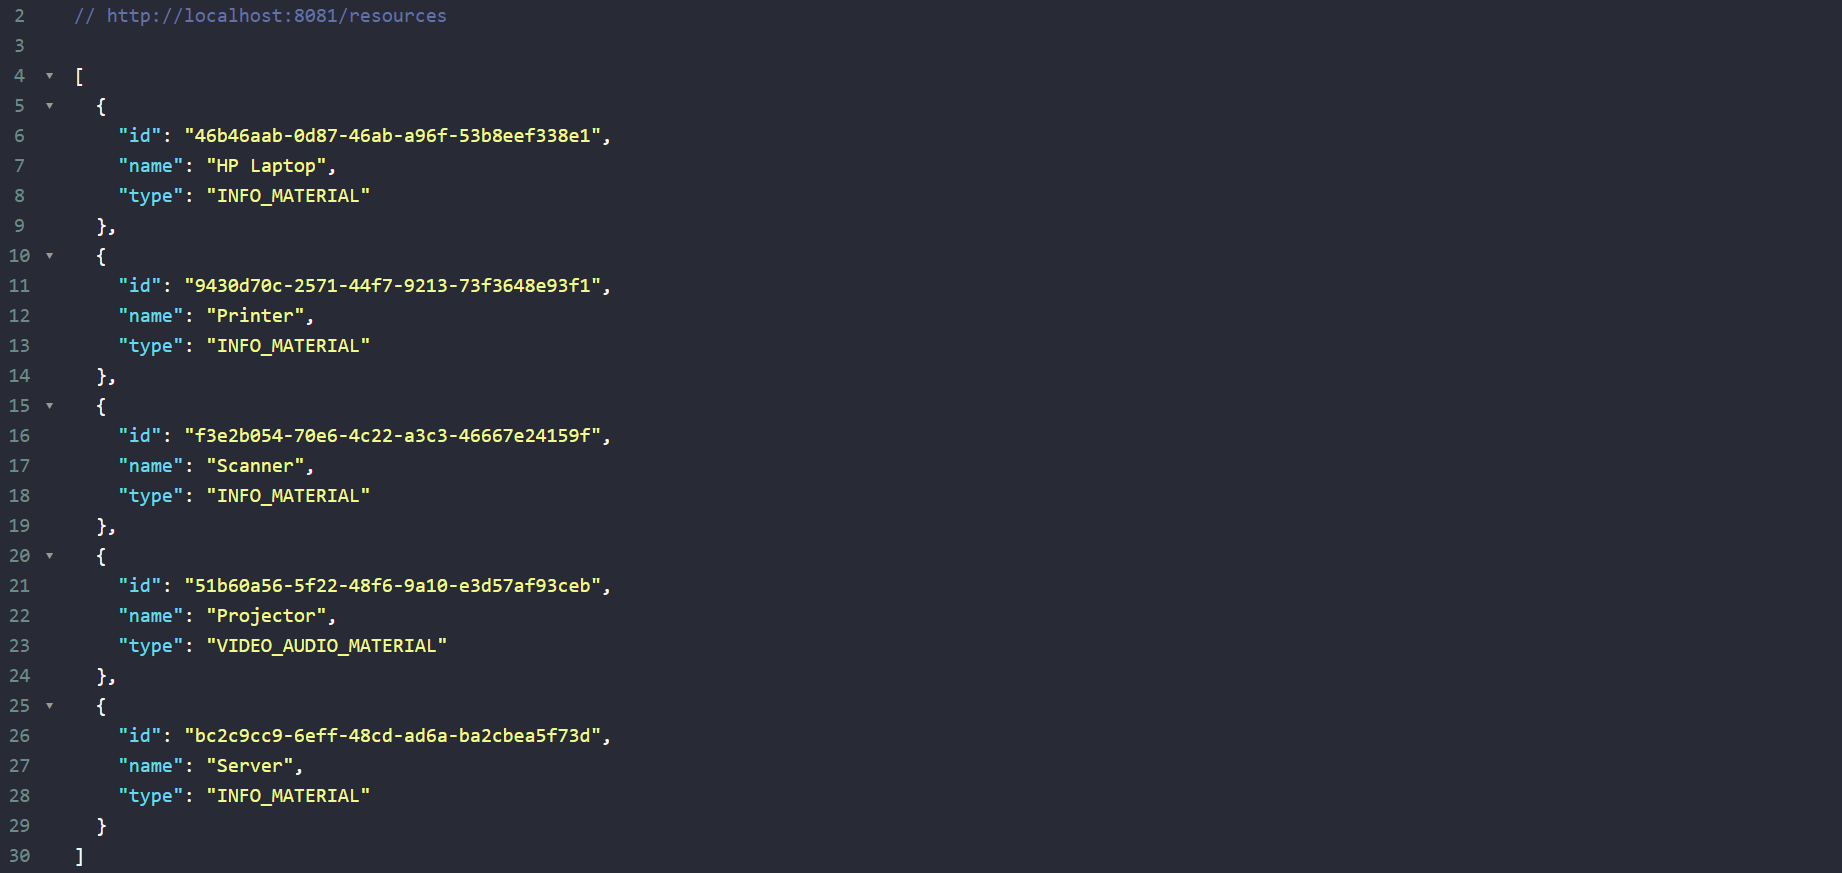 2 // http://localhost:8081/resources
3
4 [
5 {
6 "id": "46b46aab-0d87-46ab-a96f-53b8eef338e1",
7 "name": "HP Laptop",
8 "type": "INFO_MATERIAL"
9 },
10 {
11 "id": "9430d70c-2571-44f7-9213-73f3648e93f1",
12 "name": "Printer",
13 "type": "INFO_MATERIAL"
14 },
15 {
16 "id": "f3e2b054-70e6-4c22-a3c3-46667e24159f",
17 "name": "Scanner",
18 "type": "INFO_MATERIAL"
19 },
20 {
21 "id": "51b60a56-5f22-48f6-9a10-e3d57af93ceb",
22 "name": "Projector",
23 "type": "VIDEO_AUDIO_MATERIAL"
24 },
25 {
26 "id": "bc2c9cc9-6eff-48cd-ad6a-ba2cbea5f73d",
27 "name": "Server",
28 "type": "INFO_MATERIAL"
29 }
30 ]